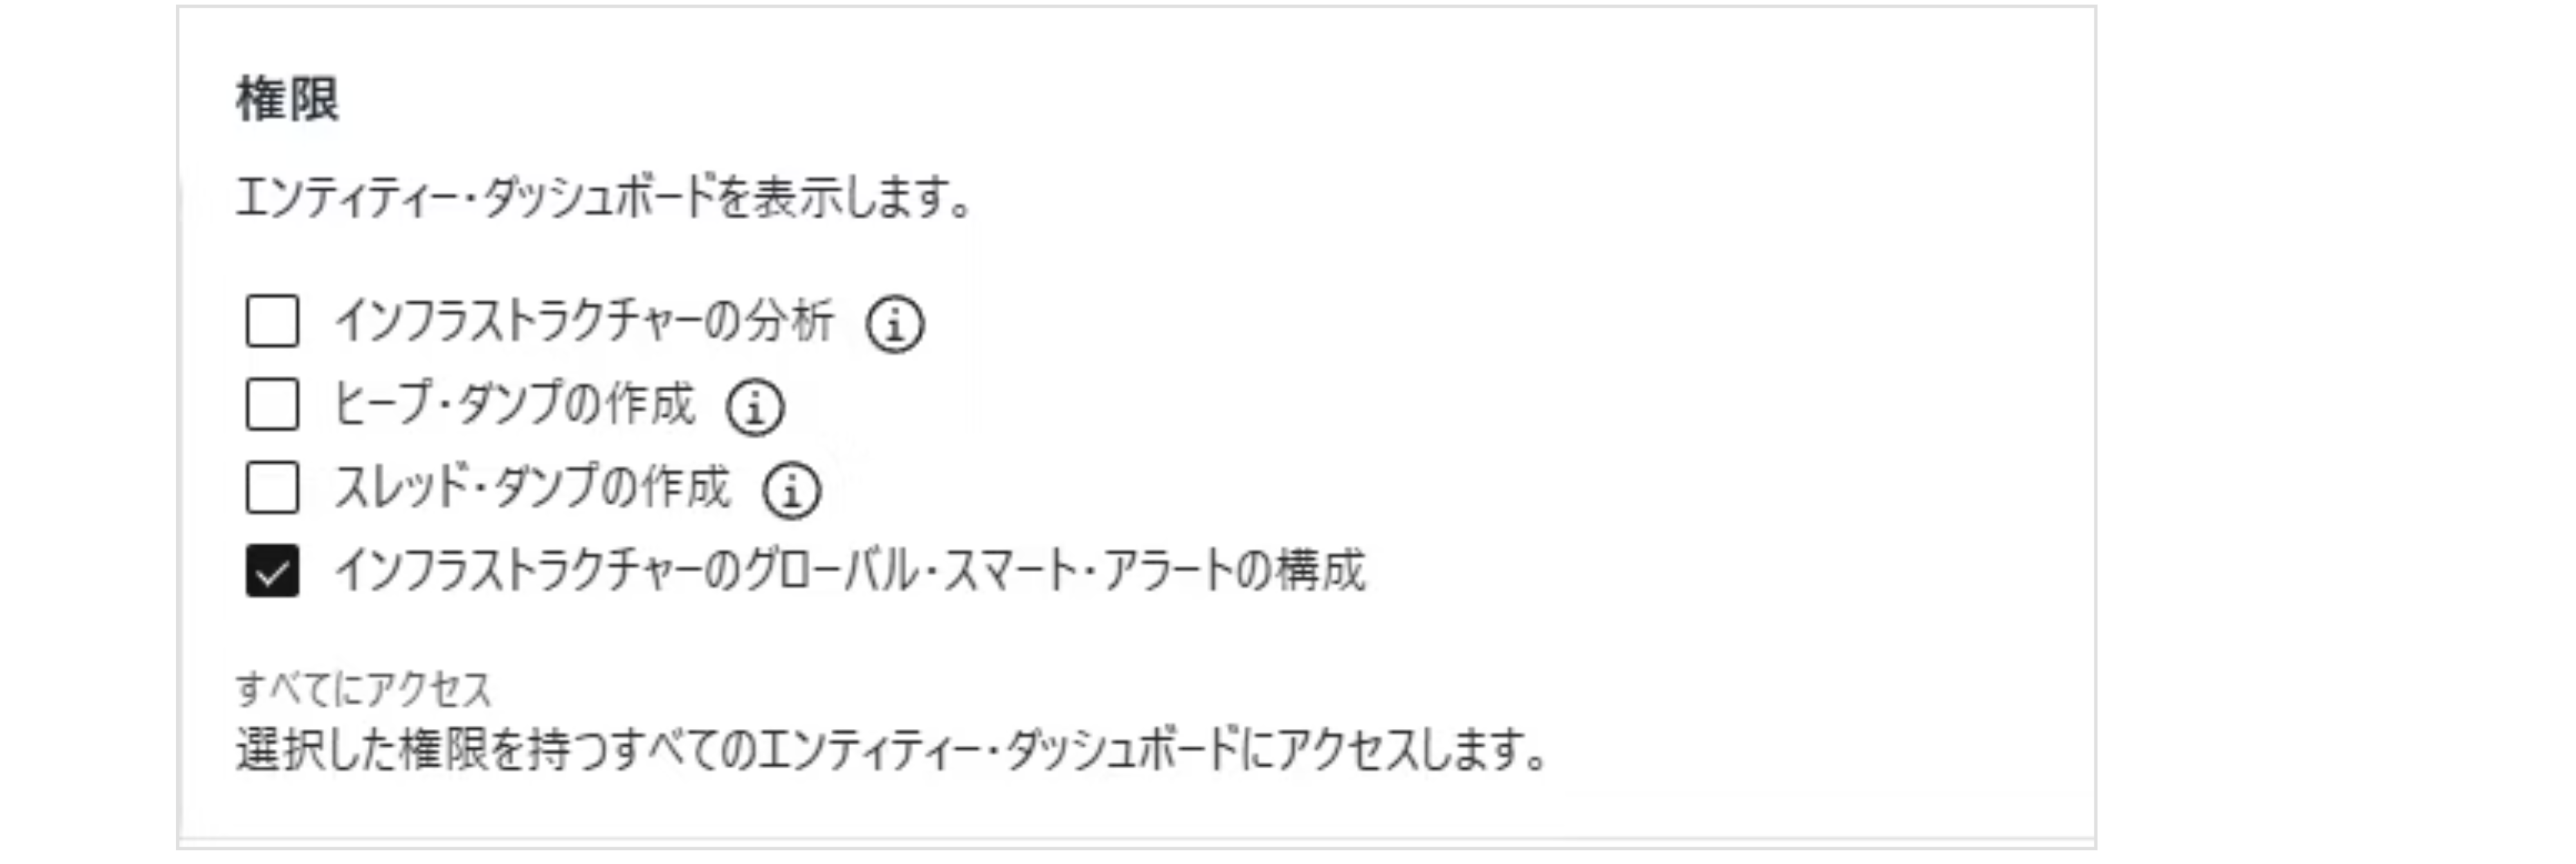 権限
エンティティー・ダッシュボードを表示します。
インフラストラクチャーの分析
ヒープ・ダンプの作成
スレッド・ダンプの作成
インフラストラクチャーのグローバル・スマート・アラートの構成
すべてにアクセス
選択した権限を持つすべてのエンティティー・ダッシュボードにアクセスします。